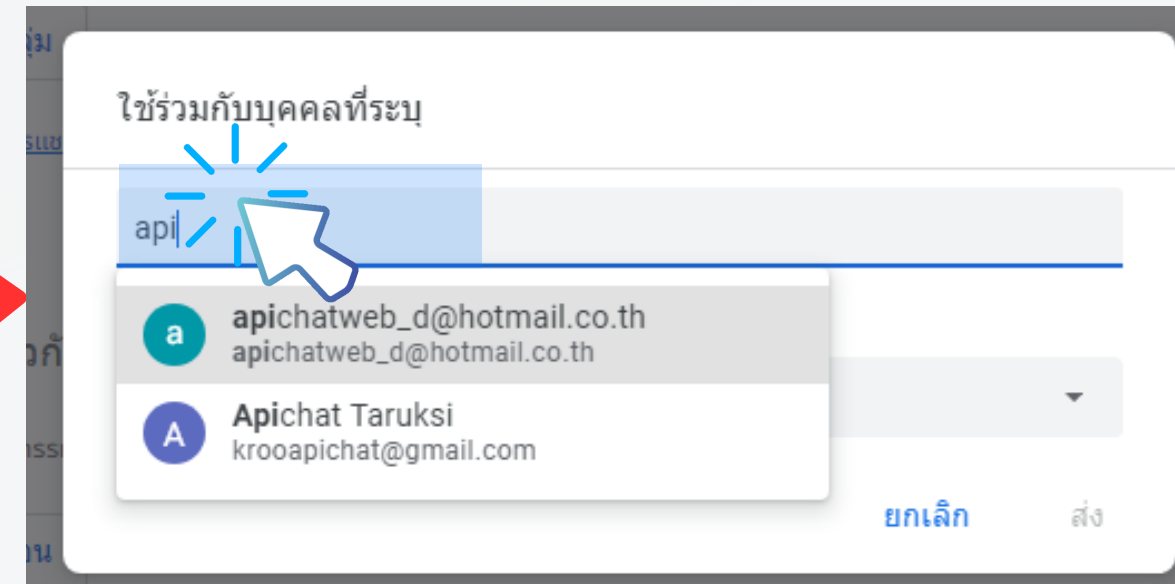 ใช้ร่วมกับบุคคลที่ระบุ
api
a
apichatweb_d@hotmail.co.th
apichatweb_d@hotmail.co.th
A
Apichat Taruksi
krooapichat@gmail.com
ยกเลิก
ส่ง